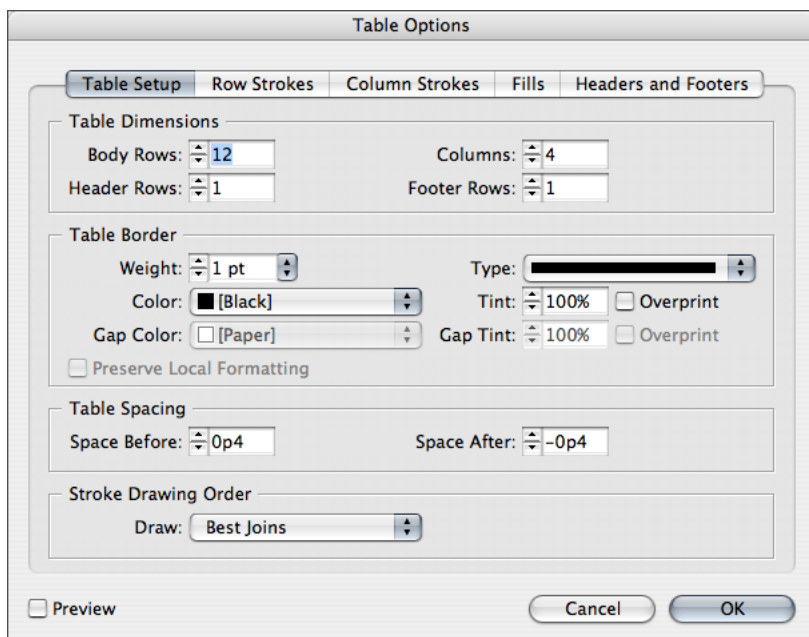 Table Options
Table Setup Row Strokes Column Strokes Fills Headers and Footers
Table Dimensions
Body Rows: 12 Columns: 4
Header Rows: 1 Footer Rows: 1
Table Border
Weight: 1 pt Type:
Color: [Black] Tint: 100% Overprint
Gap Color: [Paper] Gap Tint: 100% Overprint
Preserve Local Formatting
Table Spacing
Space Before: 0p4 Space After: -0p4
Stroke Drawing Order
Draw: Best Joins
Preview Cancel OK